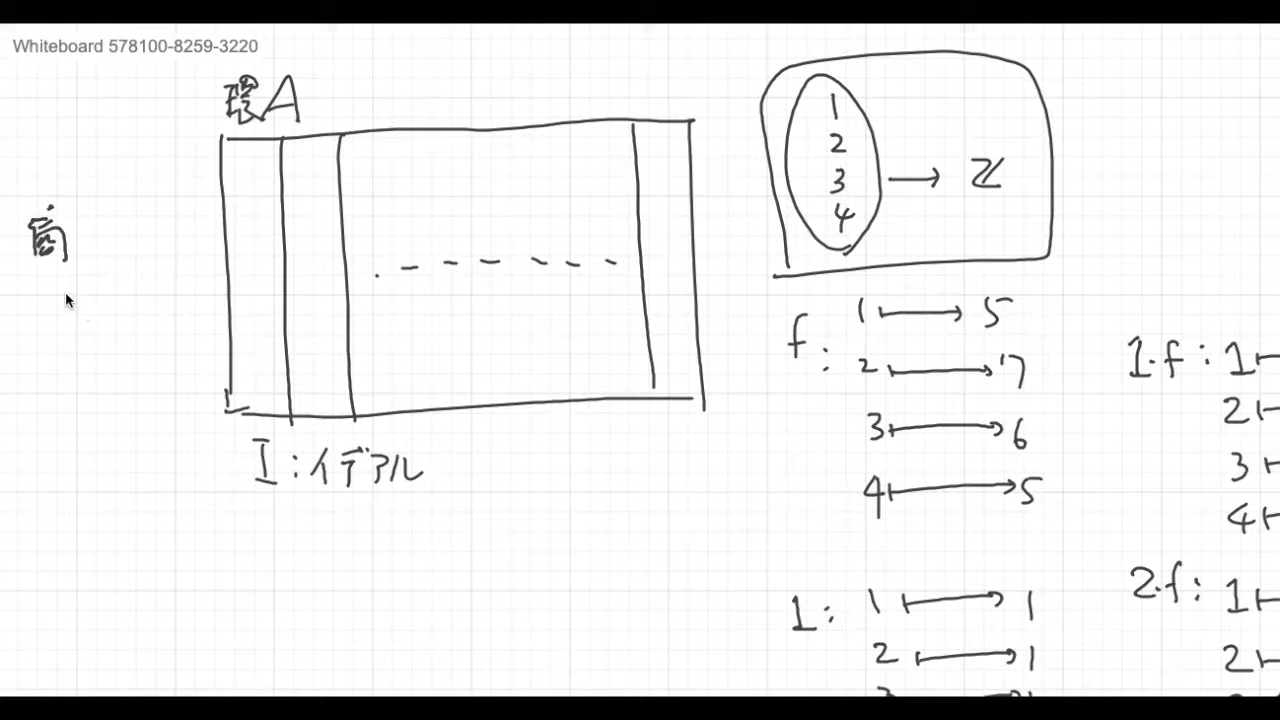 Whiteboard 578100-8259-3220
環A
I:イデアル
1
2
3
4
→ ℤ
f:
1 ↦ 5
2 ↦ 7
3 ↦ 6
4 ↦ 5
1:
1 ↦ 1
2 ↦ 1
1·f: 1
2
3
4
2·f: 1
2